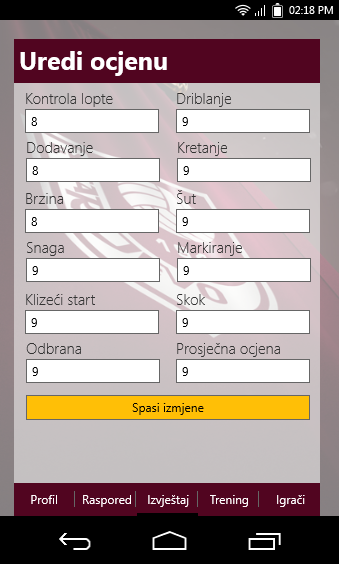 02:18 PM
Uredi ocjenu
Kontrola lopte Driblanje
8 9
Dodavanje Kretanje
8 9
Brzina Šut
8 9
Snaga Markiranje
9 9
Klizeći start Skok
9 9
Odbrana Prosječna ocjena
9 9
Spasi izmjene
Profil Raspored Izvještaj Trening Igrači